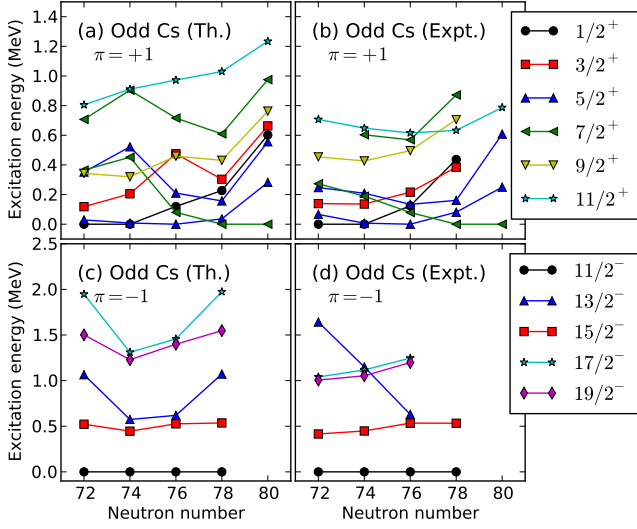 (a) Odd Cs (Th.)
π=+1
(b) Odd Cs (Expt.)
π=+1
1/2⁺
3/2⁺
5/2⁺
7/2⁺
9/2⁺
11/2⁺
Excitation energy (MeV)
1.4
1.2
1.0
0.8
0.6
0.4
0.2
0.0
(c) Odd Cs (Th.)
π=−1
(d) Odd Cs (Expt.)
π=−1
11/2⁻
13/2⁻
15/2⁻
17/2⁻
19/2⁻
Excitation energy (MeV)
2.5
2.0
1.5
1.0
0.5
0.0
72 74 76 78 80
72 74 76 78 80
Neutron number
Neutron number